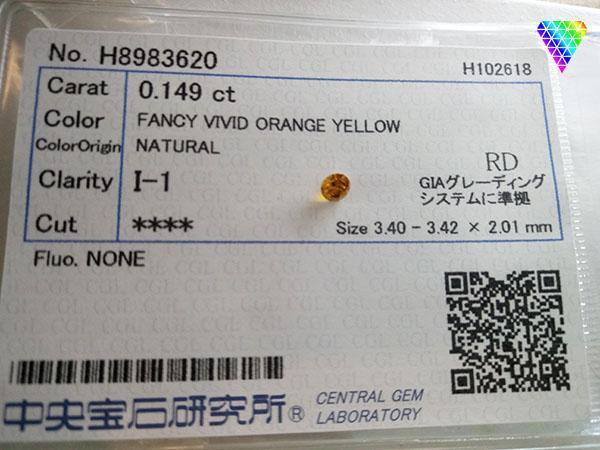 No. H8983620
H102618
Carat 0.149 ct
Color FANCY VIVID ORANGE YELLOW
ColorOrigin NATURAL
Clarity I-1
RD
GIAグレーディング
システムに準拠
Cut ****
Size 3.40 - 3.42 × 2.01 mm
Fluo. NONE
中央宝石研究所®
CENTRAL GEM
LABORATORY